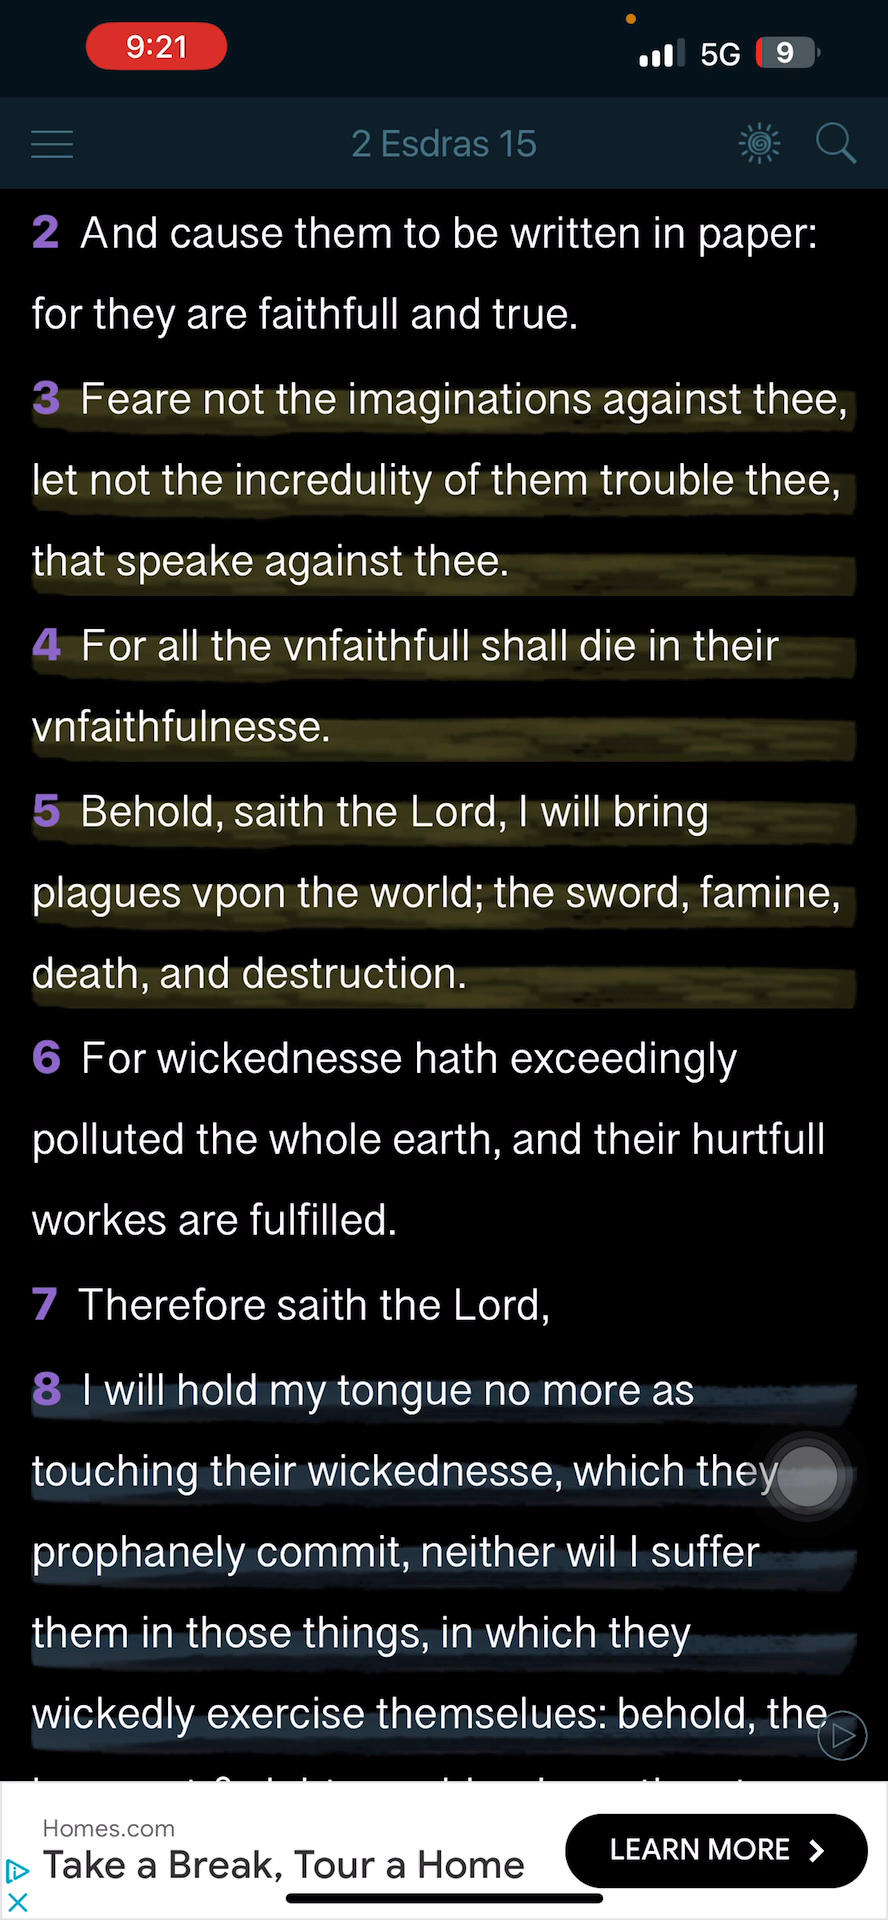 9:21
5G 9
2 Esdras 15
2 And cause them to be written in paper:
for they are faithfull and true.
3 Feare not the imaginations against thee,
let not the incredulity of them trouble thee,
that speake against thee.
4 For all the vnfaithfull shall die in their
vnfaithfulnesse.
5 Behold, saith the Lord, I will bring
plagues vpon the world; the sword, famine,
death, and destruction.
6 For wickednesse hath exceedingly
polluted the whole earth, and their hurtfull
workes are fulfilled.
7 Therefore saith the Lord,
8 I will hold my tongue no more as
touching their wickednesse, which they
prophanely commit, neither wil I suffer
them in those things, in which they
wickedly exercise themselues: behold, the
Homes.com
Take a Break, Tour a Home
LEARN MORE